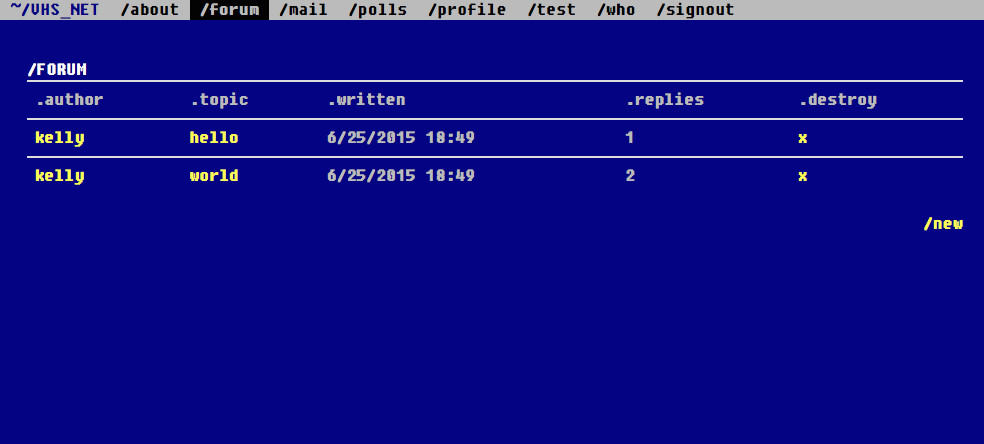 ~/VHS_NET /about /forum /mail /polls /profile /test /who /signout
/FORUM
.author .topic .written .replies .destroy
kelly hello 6/25/2015 18:49 1 x
kelly world 6/25/2015 18:49 2 x
/new